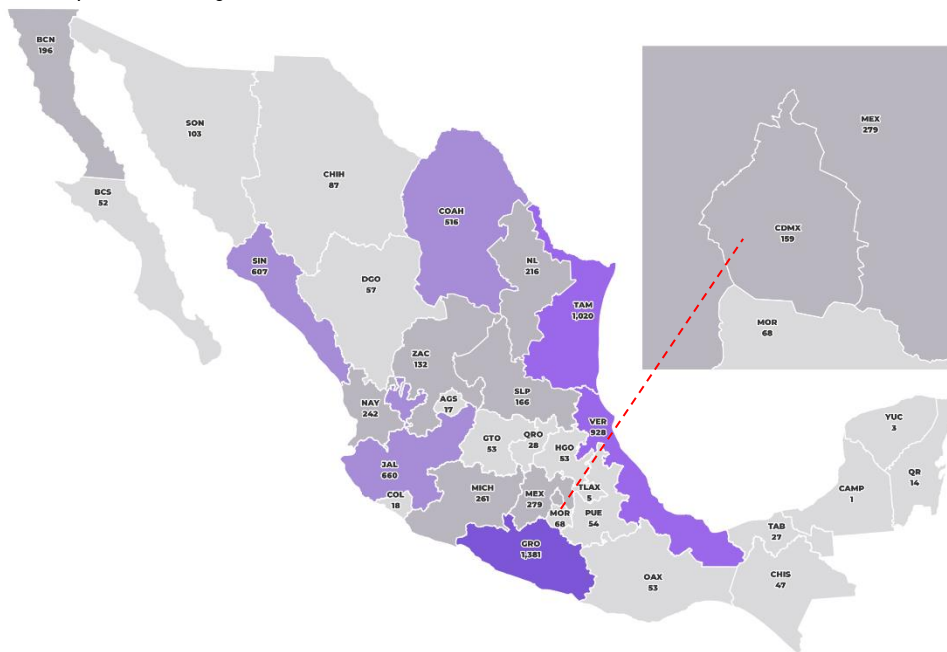 BCN
196
SON
103
BCS
52
CHIH
87
COAH
516
SIN
607
DGO
57
NL
216
TAM
1,020
ZAC
132
NAY
242
AGS
17
SLP
166
JAL
660
COL
18
GTO
53
QRO
28
HGO
53
VER
928
MICH
261
MEX
279
TLAX
5
MOR
68
PUE
54
GRO
1,381
OAX
53
TAB
27
CHIS
47
CAMP
1
YUC
3
QR
14
MEX
279
CDMX
159
MOR
68